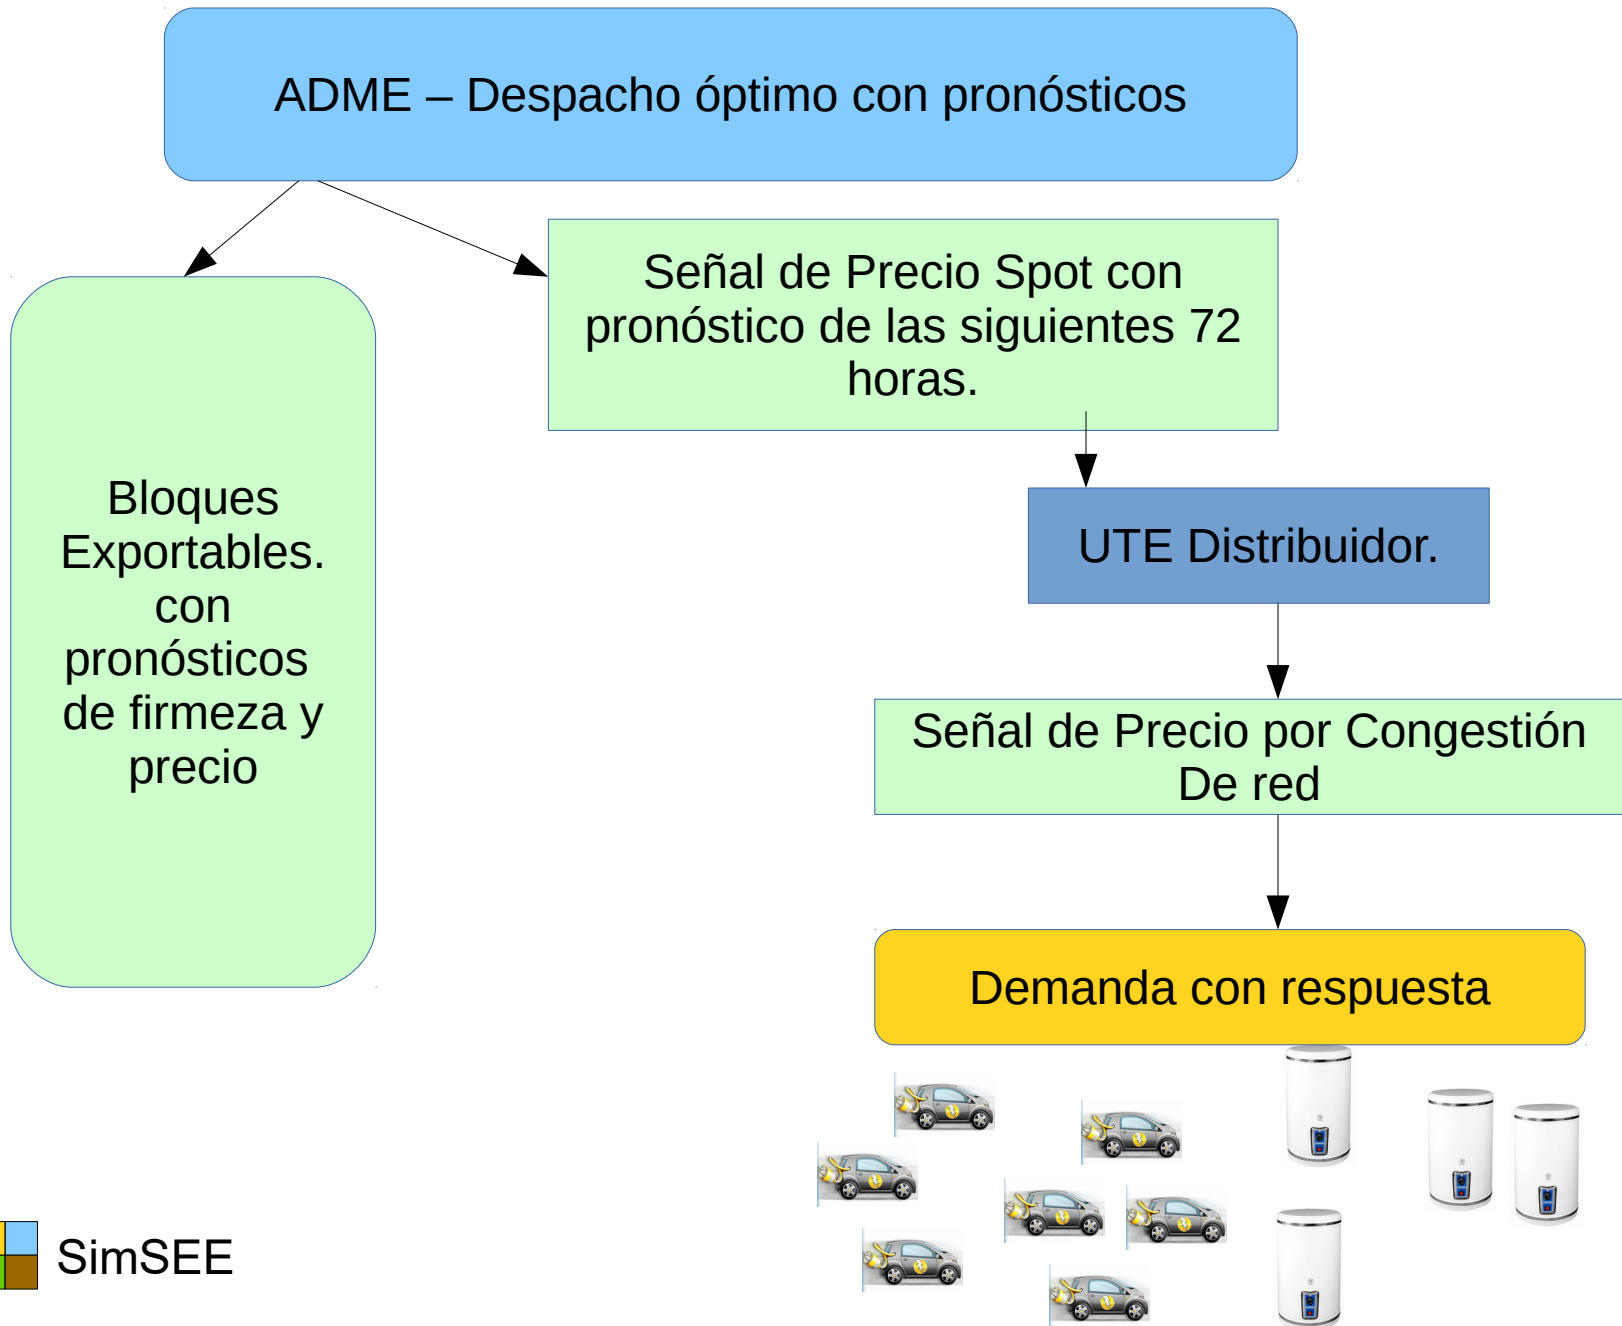 ADME – Despacho óptimo con pronósticos
Señal de Precio Spot con
pronóstico de las siguientes 72
horas.
Bloques
Exportables.
con
pronósticos
de firmeza y
precio
UTE Distribuidor.
Señal de Precio por Congestión
De red
Demanda con respuesta
SimSEE